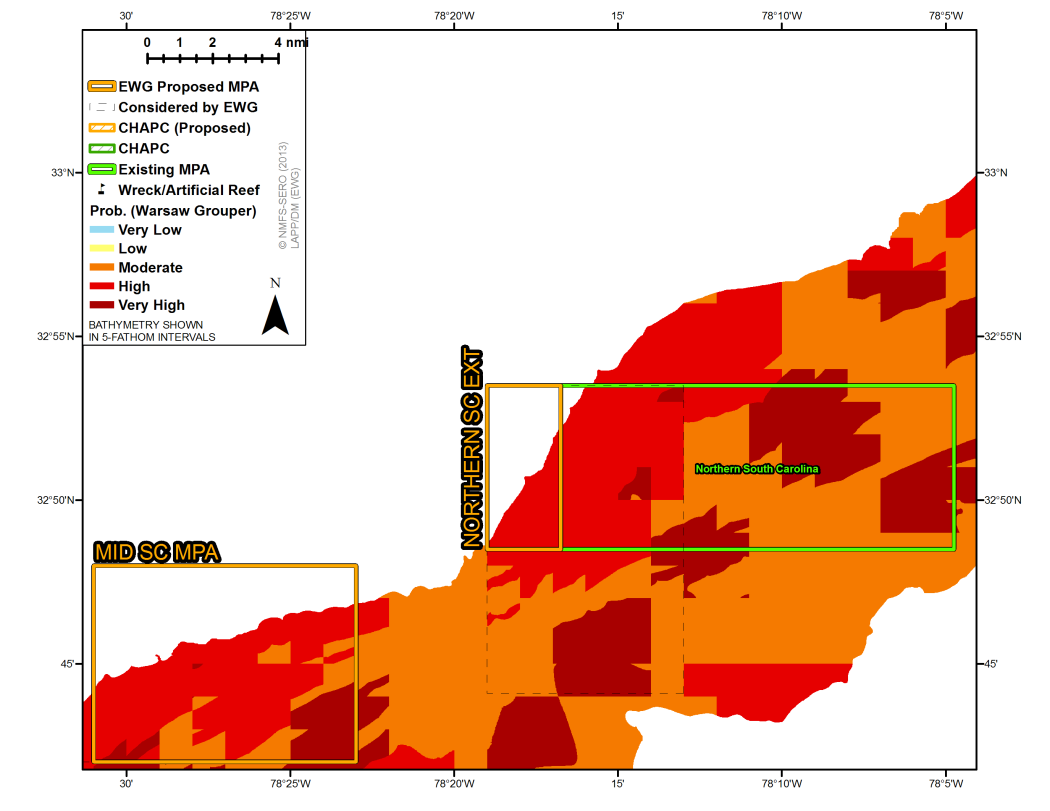 30'
78°25'W
78°20'W
15'
78°10'W
78°5'W
0 1 2 4 nmi
EWG Proposed MPA
Considered by EWG
CHAPC (Proposed)
CHAPC
Existing MPA
Wreck/Artificial Reef
Prob. (Warsaw Grouper)
Very Low
Low
Moderate
High
Very High
BATHYMETRY SHOWN
IN 5-FATHOM INTERVALS
© NMFS-SERO (2013)
LAPP/DM (EWG)
N
33°N
33°N
32°55'N
32°55'N
NORTHERN SC EXT
Northern South Carolina
32°50'N
32°50'N
MID SC MPA
45'
45'
30'
78°25'W
78°20'W
15'
78°10'W
78°5'W